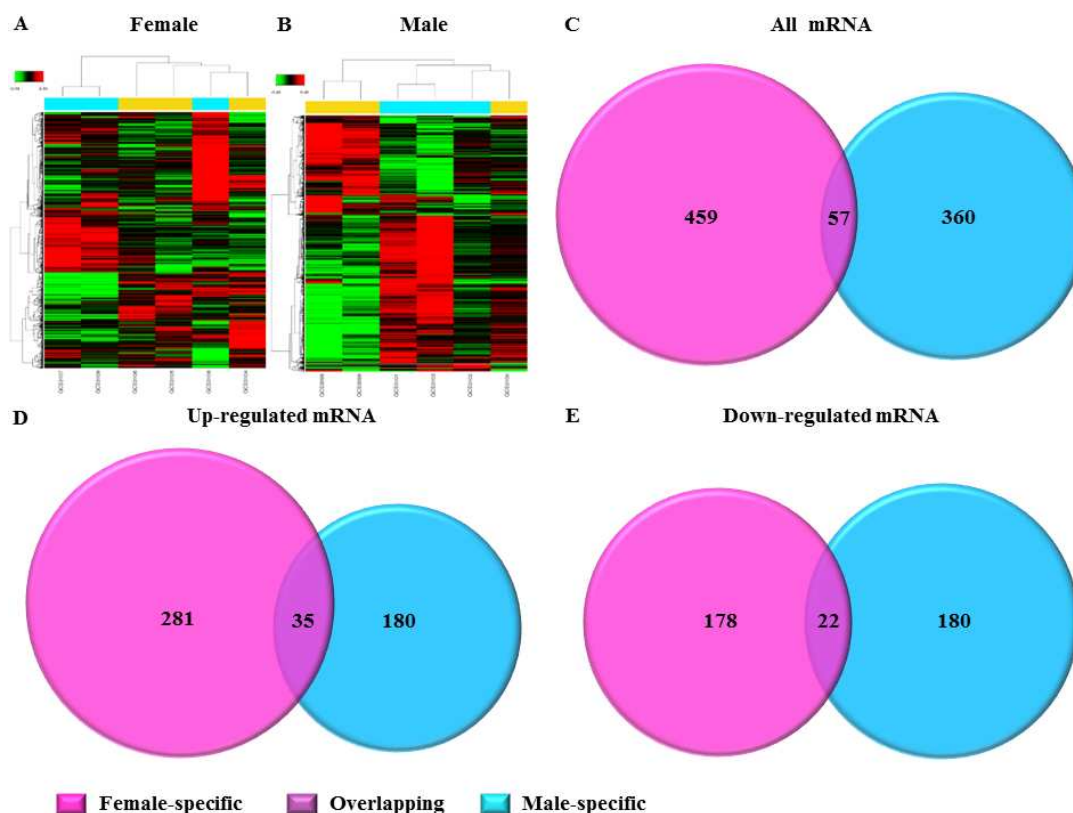 A Female B Male C All mRNA
459 57 360
D Up-regulated mRNA E Down-regulated mRNA
281 35 180 178 22 180
Female-specific Overlapping Male-specific